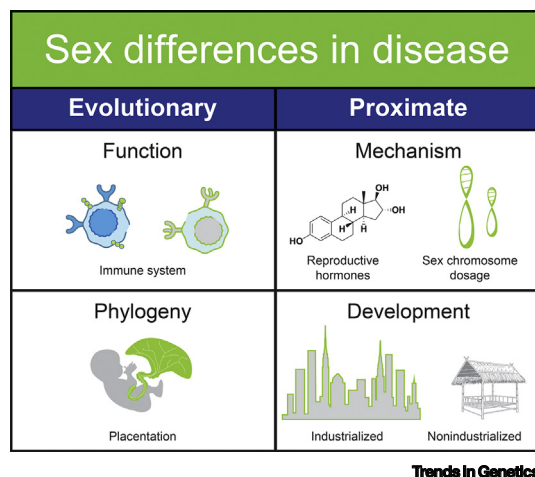 Sex differences in disease
Evolutionary
Proximate
Function
Immune system
Mechanism
OH
OH
H
H
H
HO
Reproductive
hormones
Sex chromosome
dosage
Phylogeny
Placentation
Development
Industrialized
Nonindustrialized
Trends in Genetics